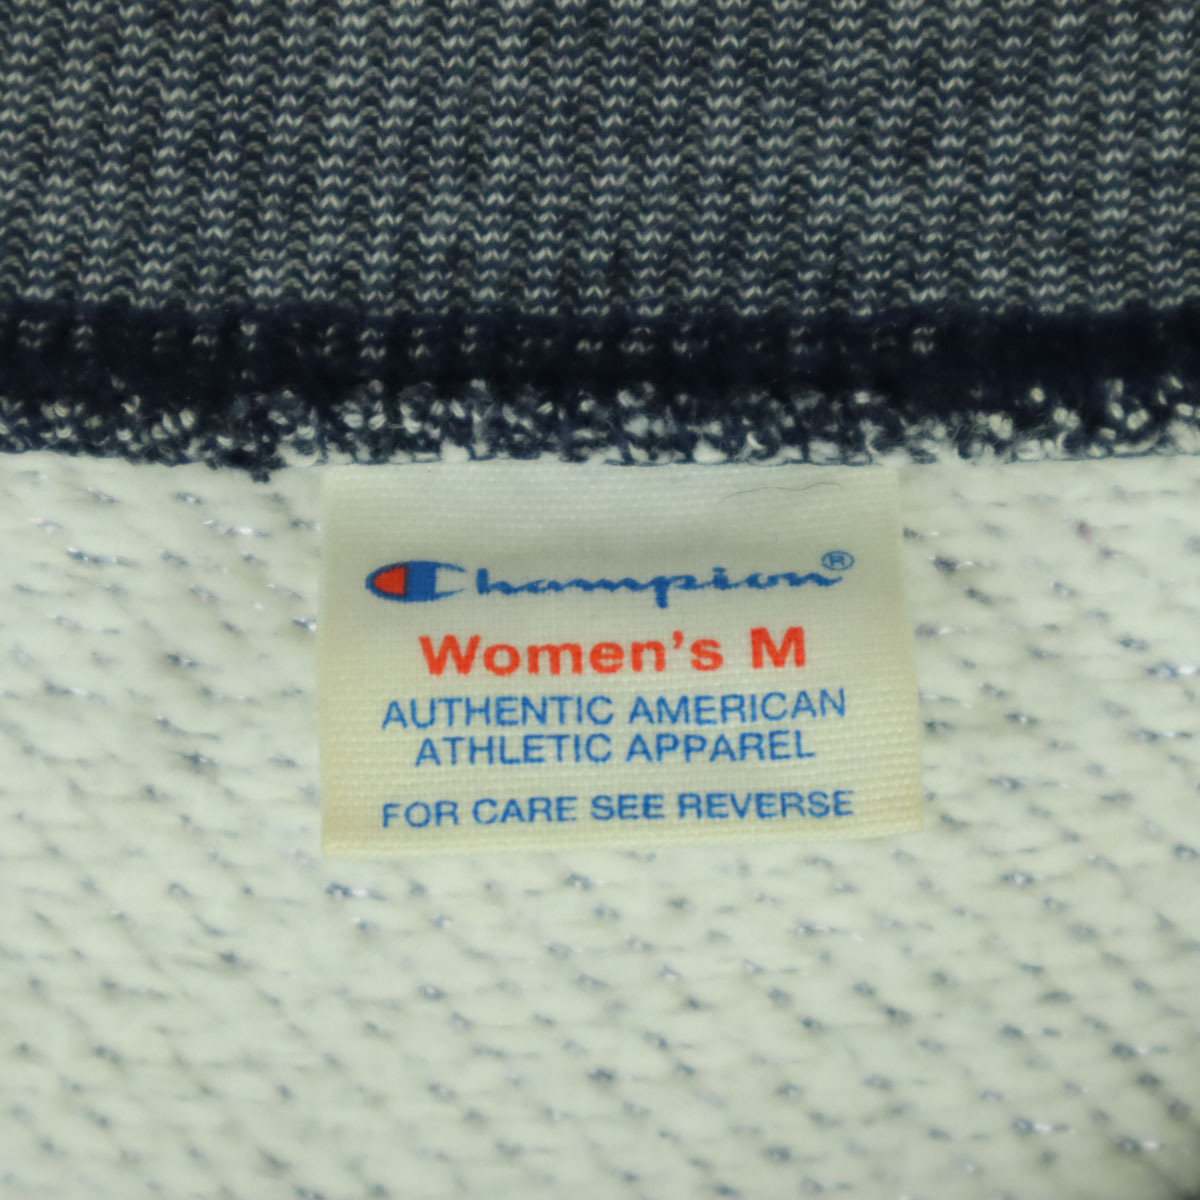 Champion®
Women's M
AUTHENTIC AMERICAN
ATHLETIC APPAREL
FOR CARE SEE REVERSE